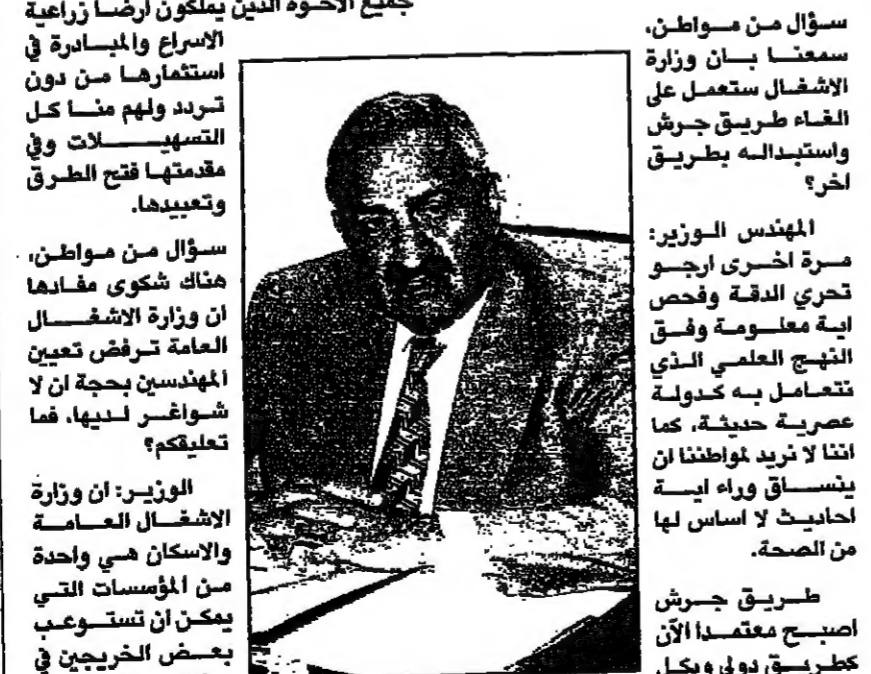 سؤال من مواطن،
سمعنا بان وزارة
الاشغال ستعمل على
الغاء طريق جرش
واستبداله بطريق
اخر؟
المهندس الوزير:
مرة اخرى ارجو
تحري الدقة وفحص
اية معلومة وفق
النهج العلمي الذي
نتعامل به كدولة
عصرية حديثة، كما
اننا لا نريد لمواطننا ان
ينساق وراء اية
احاديث لا اساس لها
من الصحة.
طريق جرش
اصبح معتمدا الآن
كطريق دولي وبكل
جميع الاخوة الذين يملكون ارضا زراعية
الاسراع والمبادرة في
استثمارها من دون
تردد ولهم منا كل
التسهيلات وفي
مقدمتها فتح الطرق
وتعبيدها.
سؤال من مواطن،
هناك شكوى مفادها
ان وزارة الاشغال
العامة ترفض تعيين
المهندسين بحجة ان لا
شواغر لديها، فما
تعليقكم؟
الوزير: ان وزارة
الاشغال العامة
والاسكان هي واحدة
من المؤسسات التي
يمكن ان تستوعب
بعض الخريجين في